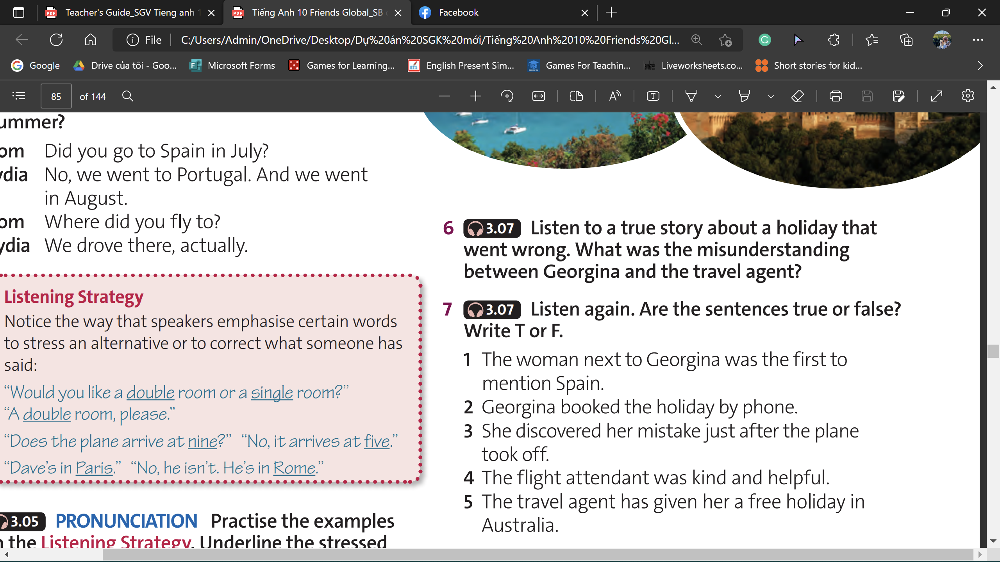 Teacher's Guide_SGV Tieng anh 1
Tiếng Anh 10 Friends Global_SB
Facebook
File
C:/Users/Admin/OneDrive/Desktop/Dự%20án%20SGK%20mới/Tiếng%20Anh%2010%20Friends%20Gl...
Google
Drive của tôi - Goo...
Microsoft Forms
Games for Learning...
English Present Sim...
Games For Teachin...
Liveworksheets.co...
Short stories for kid...
85 of 144
ummer?
om Did you go to Spain in July?
ydia No, we went to Portugal. And we went
in August.
om Where did you fly to?
ydia We drove there, actually.
Listening Strategy
Notice the way that speakers emphasise certain words
to stress an alternative or to correct what someone has
said:
“Would you like a double room or a single room?”
“A double room, please.”
“Does the plane arrive at nine?” “No, it arrives at five.”
“Dave’s in Paris.” “No, he isn’t. He’s in Rome.”
3.05 PRONUNCIATION Practise the examples
n the Listening Strategy. Underline the stressed
6 3.07 Listen to a true story about a holiday that
went wrong. What was the misunderstanding
between Georgina and the travel agent?
7 3.07 Listen again. Are the sentences true or false?
Write T or F.
1 The woman next to Georgina was the first to
mention Spain.
2 Georgina booked the holiday by phone.
3 She discovered her mistake just after the plane
took off.
4 The flight attendant was kind and helpful.
5 The travel agent has given her a free holiday in
Australia.